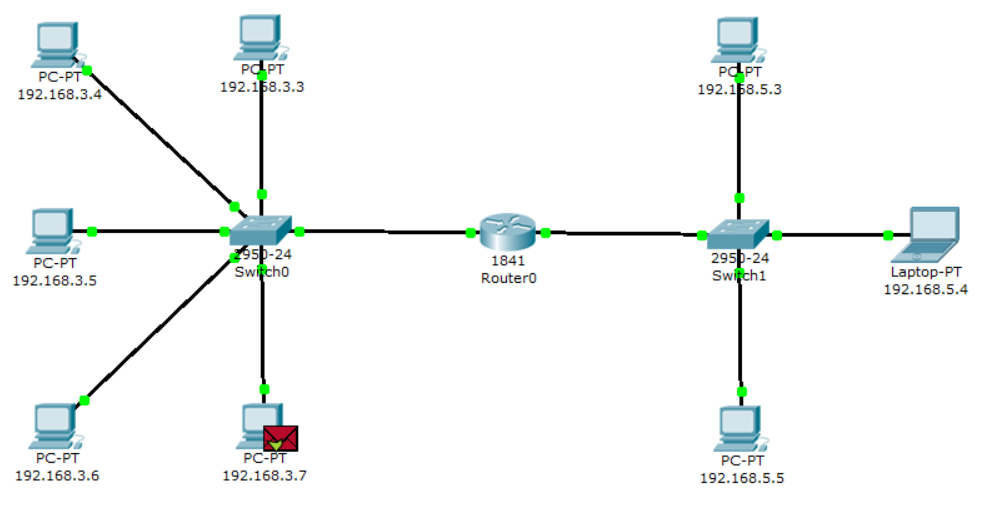 PC-PT
192.168.3.4
PC-PT
192.168.3.3
PC-PT
192.168.5.3
PC-PT
192.168.3.5
2950-24
Switch0
1841
Router0
2950-24
Switch1
Laptop-PT
192.168.5.4
PC-PT
192.168.3.6
PC-PT
192.168.3.7
PC-PT
192.168.5.5